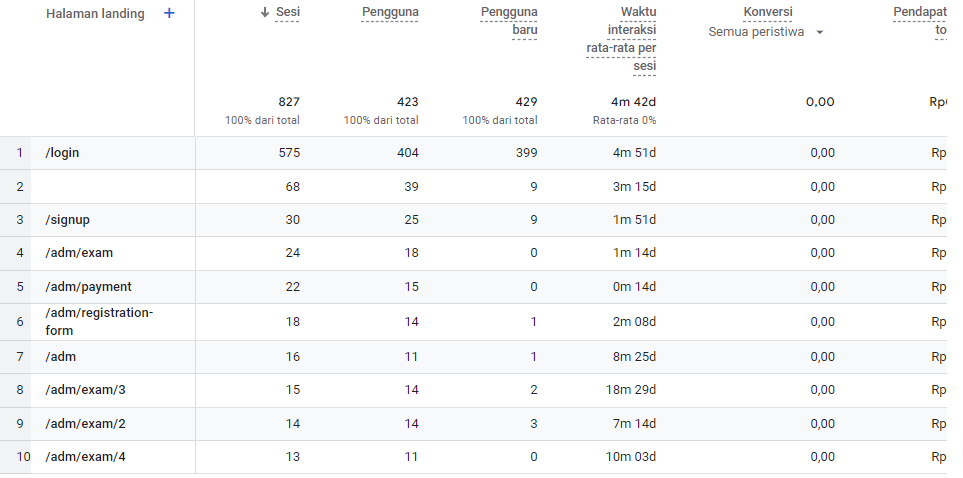 Halaman landing + ↓ Sesi Pengguna Pengguna baru Waktu interaksi rata-rata per sesi Konversi Pendapat to
Semua peristiwa
827 423 429 4m 42d 0,00 Rp
100% dari total 100% dari total 100% dari total Rata-rata 0%
1 /login 575 404 399 4m 51d 0,00 Rp
2 68 39 9 3m 15d 0,00 Rp
3 /signup 30 25 9 1m 51d 0,00 Rp
4 /adm/exam 24 18 0 1m 14d 0,00 Rp
5 /adm/payment 22 15 0 0m 14d 0,00 Rp
6 /adm/registration-form 18 14 1 2m 08d 0,00 Rp
7 /adm 16 11 1 8m 25d 0,00 Rp
8 /adm/exam/3 15 14 2 18m 29d 0,00 Rp
9 /adm/exam/2 14 14 3 7m 14d 0,00 Rp
10 /adm/exam/4 13 11 0 10m 03d 0,00 Rp